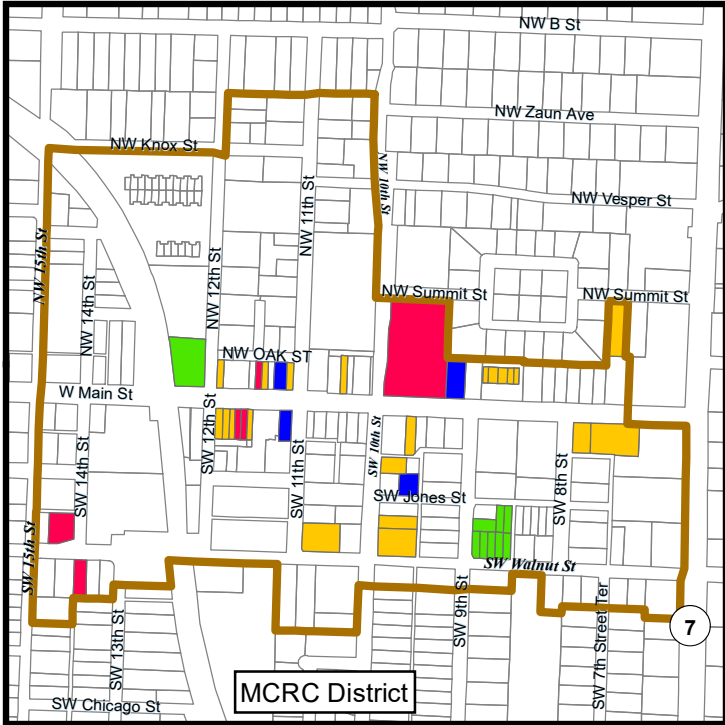 NW B St
NW Zaun Ave
NW Knox St
NW 10th St
NW Vesper St
NW 11th St
NW 15th St
NW 12th St
NW 14th St
NW Summit St
NW Summit St
NW OAK ST
W Main St
SW 12th St
SW 10th St
SW 14th St
SW 11th St
SW 8th St
SW Jones St
SW 15th St
SW Walnut St
SW 9th St
SW 7th Street Ter
SW 13th St
7
MCRC District
SW Chicago St